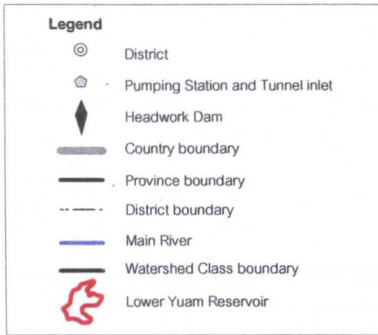 Legend
District
Pumping Station and Tunnel inlet
Headwork Dam
Country boundary
Province boundary
District boundary
Main River
Watershed Class boundary
Lower Yuam Reservoir